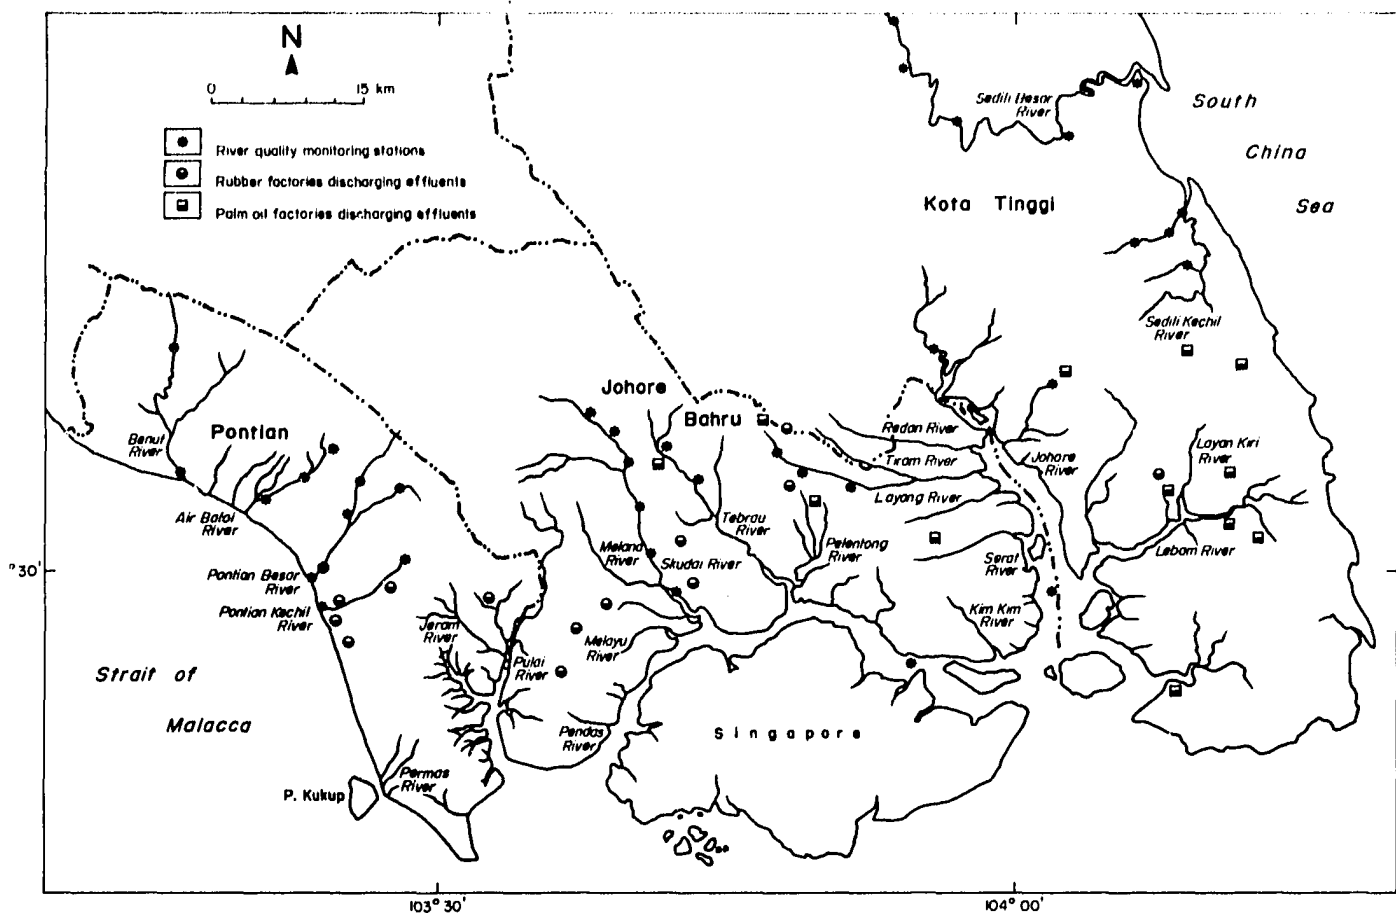 N
0 15 km
River quality monitoring stations
Rubber factories discharging effluents
Palm oil factories discharging effluents
Sedili Besar
River
South
China
Sea
Kota Tinggi
Sedili Kechil
River
Johore
Bahru
Pontian
Benut
River
Redan River
Tiram River
Johore
River
Layan Kiri
River
Layang River
Air Batol
River
Tebrau
River
Pelentong
River
Lebam River
Melana
River
Skudai River
Serat
River
°30'
Pontian Besar
River
Pontian Kechil
River
Kim Kim
River
Jeram
River
Melayu
River
Pulai
River
Strait of
Malacca
Pendas
River
Singapore
Permas
River
P. Kukup
103°30'
104°00'